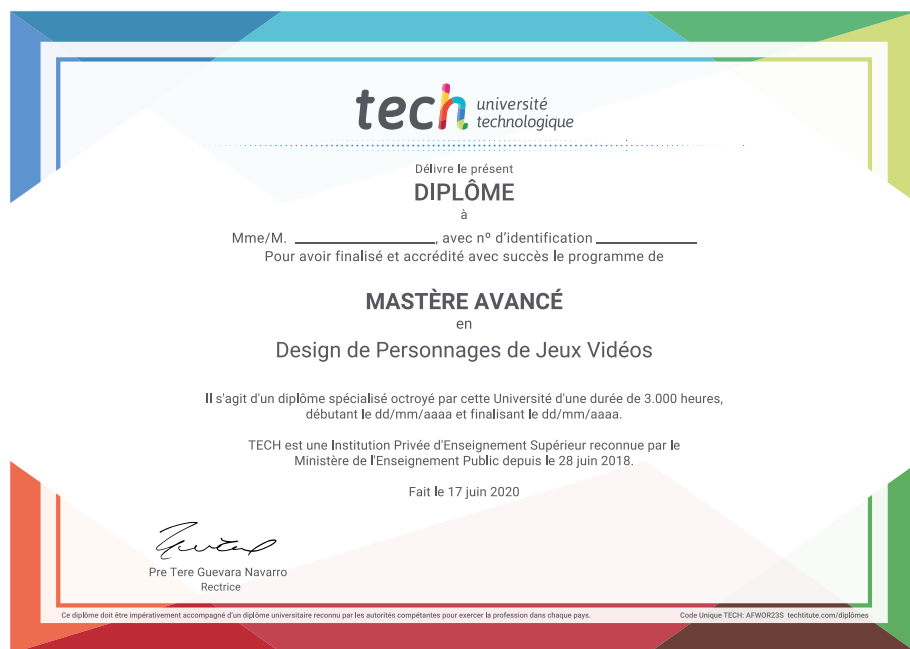 tech université
technologique
Délivre le présent
DIPLÔME
à
Mme/M. , avec nº d'identification
Pour avoir finalisé et accrédité avec succès le programme de
MASTÈRE AVANCÉ
en
Design de Personnages de Jeux Vidéos
Il s'agit d'un diplôme spécialisé octroyé par cette Université d'une durée de 3.000 heures,
débutant le dd/mm/aaaa et finalisant le dd/mm/aaaa.
TECH est une Institution Privée d'Enseignement Supérieur reconnue par le
Ministère de l'Enseignement Public depuis le 28 juin 2018.
Fait le 17 juin 2020
Pre Tere Guevara Navarro
Rectrice
Ce diplôme doit être impérativement accompagné d'un diplôme universitaire reconnu par les autorités compétantes pour exercer la profession dans chaque pays.
Code Unique TECH: AFWOR23S techtitute.com/diplômes